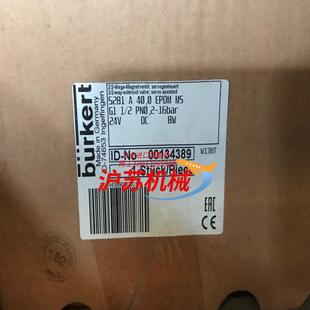 burkert
Made in Germany
D-74653 Ingelfingen
2/2-Wege-Magnetventil; servogesteuert
2/2-way-solenoid valve; servo assisted
5281 A 40,0 EPDM MS
G1 1/2 PN0,2-16bar
24V DC 8W
ID-No 00134389
W13UT
1 Stück/Piece
沪苏机械
EAC
CE